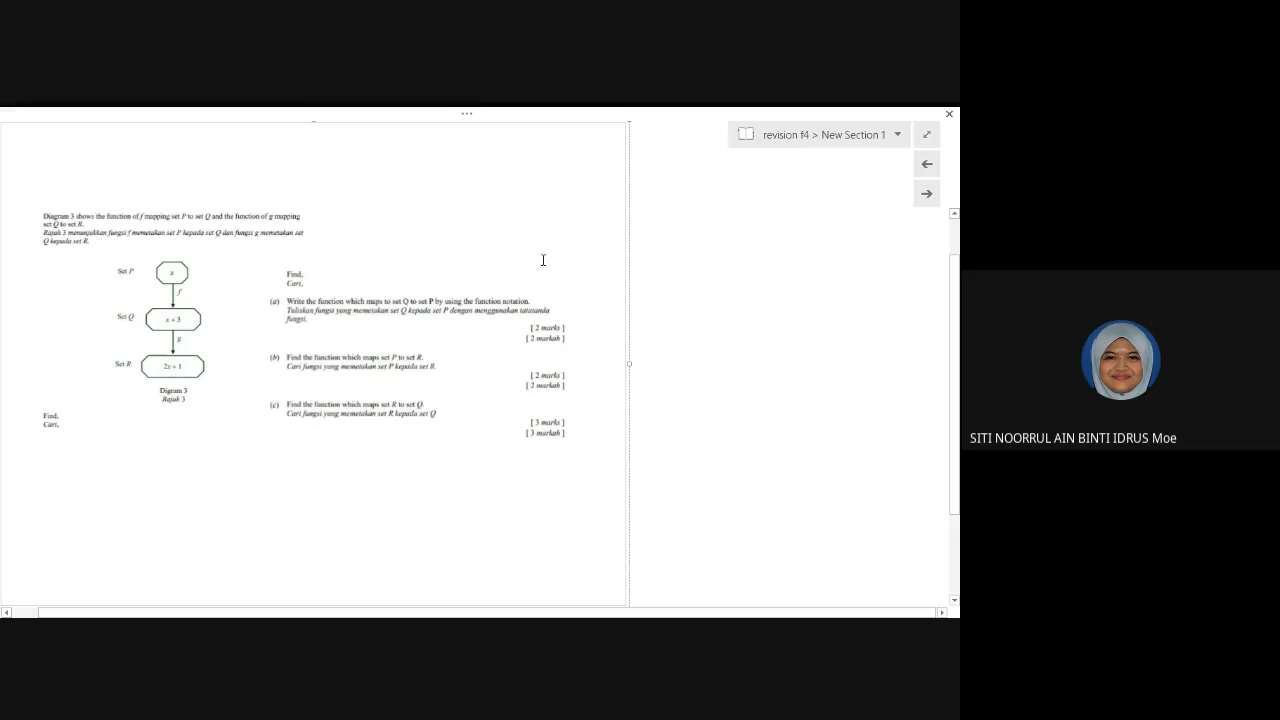 revision f4 > New Section 1
Diagram 3 shows the function of f mapping set P to set Q and the function of g mapping
set Q to set R.
Rajah 3 menunjukkan fungsi f memetakan set P kepada set Q dan fungsi g memetakan set
Q kepada set R.
Set P
f
Set Q
x + 3
g
Set R
2x + 1
Digram 3
Rajah 3
Find,
Cari,
Find,
Cari,
(a) Write the function which maps to set Q to set P by using the function notation.
Tuliskan fungsi yang memetakan set Q kepada set P dengan menggunakan tatatanda
fungsi.
[ 2 marks ]
[ 2 markah ]
(b) Find the function which maps set P to set R.
Cari fungsi yang memetakan set P kepada set R.
[ 2 marks ]
[ 2 markah ]
(c) Find the function which maps set R to set Q.
Cari fungsi yang memetakan set R kepada set Q
[ 3 marks ]
[ 3 markah ]
SITI NOORRUL AIN BINTI IDRUS Moe